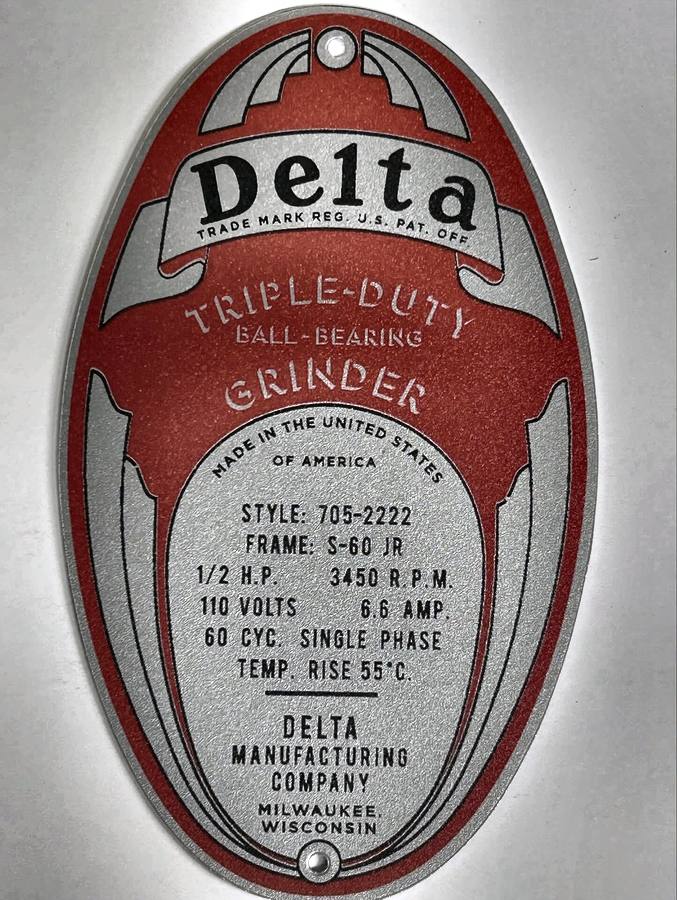 Delta
TRADE MARK REG. U.S. PAT. OFF.
TRIPLE-DUTY
BALL-BEARING
GRINDER
MADE IN THE UNITED STATES
OF AMERICA
STYLE: 705-2222
FRAME: S-60 JR
1/2 H.P. 3450 R.P.M.
110 VOLTS 6.6 AMP.
60 CYC. SINGLE PHASE
TEMP. RISE 55°C.
DELTA
MANUFACTURING
COMPANY
MILWAUKEE,
WISCONSIN